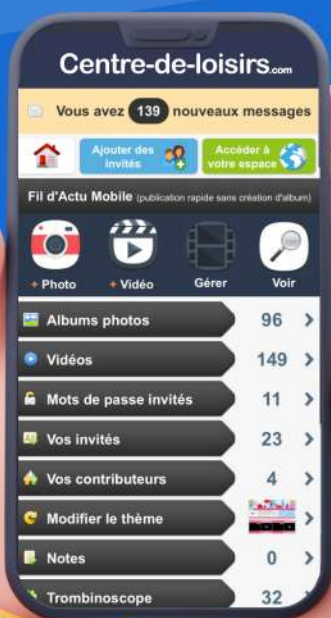 Centre-de-loisirs.com
Vous avez 139 nouveaux messages
Ajouter des
invités
Accéder à
votre espace
Fil d'Actu Mobile (publication rapide sans création d'album)
+ Photo + Vidéo Gérer Voir
Albums photos 96
Vidéos 149
Mots de passe invités 11
Vos invités 23
Vos contributeurs 4
Modifier le thème
Notes 0
Trombinoscope 32